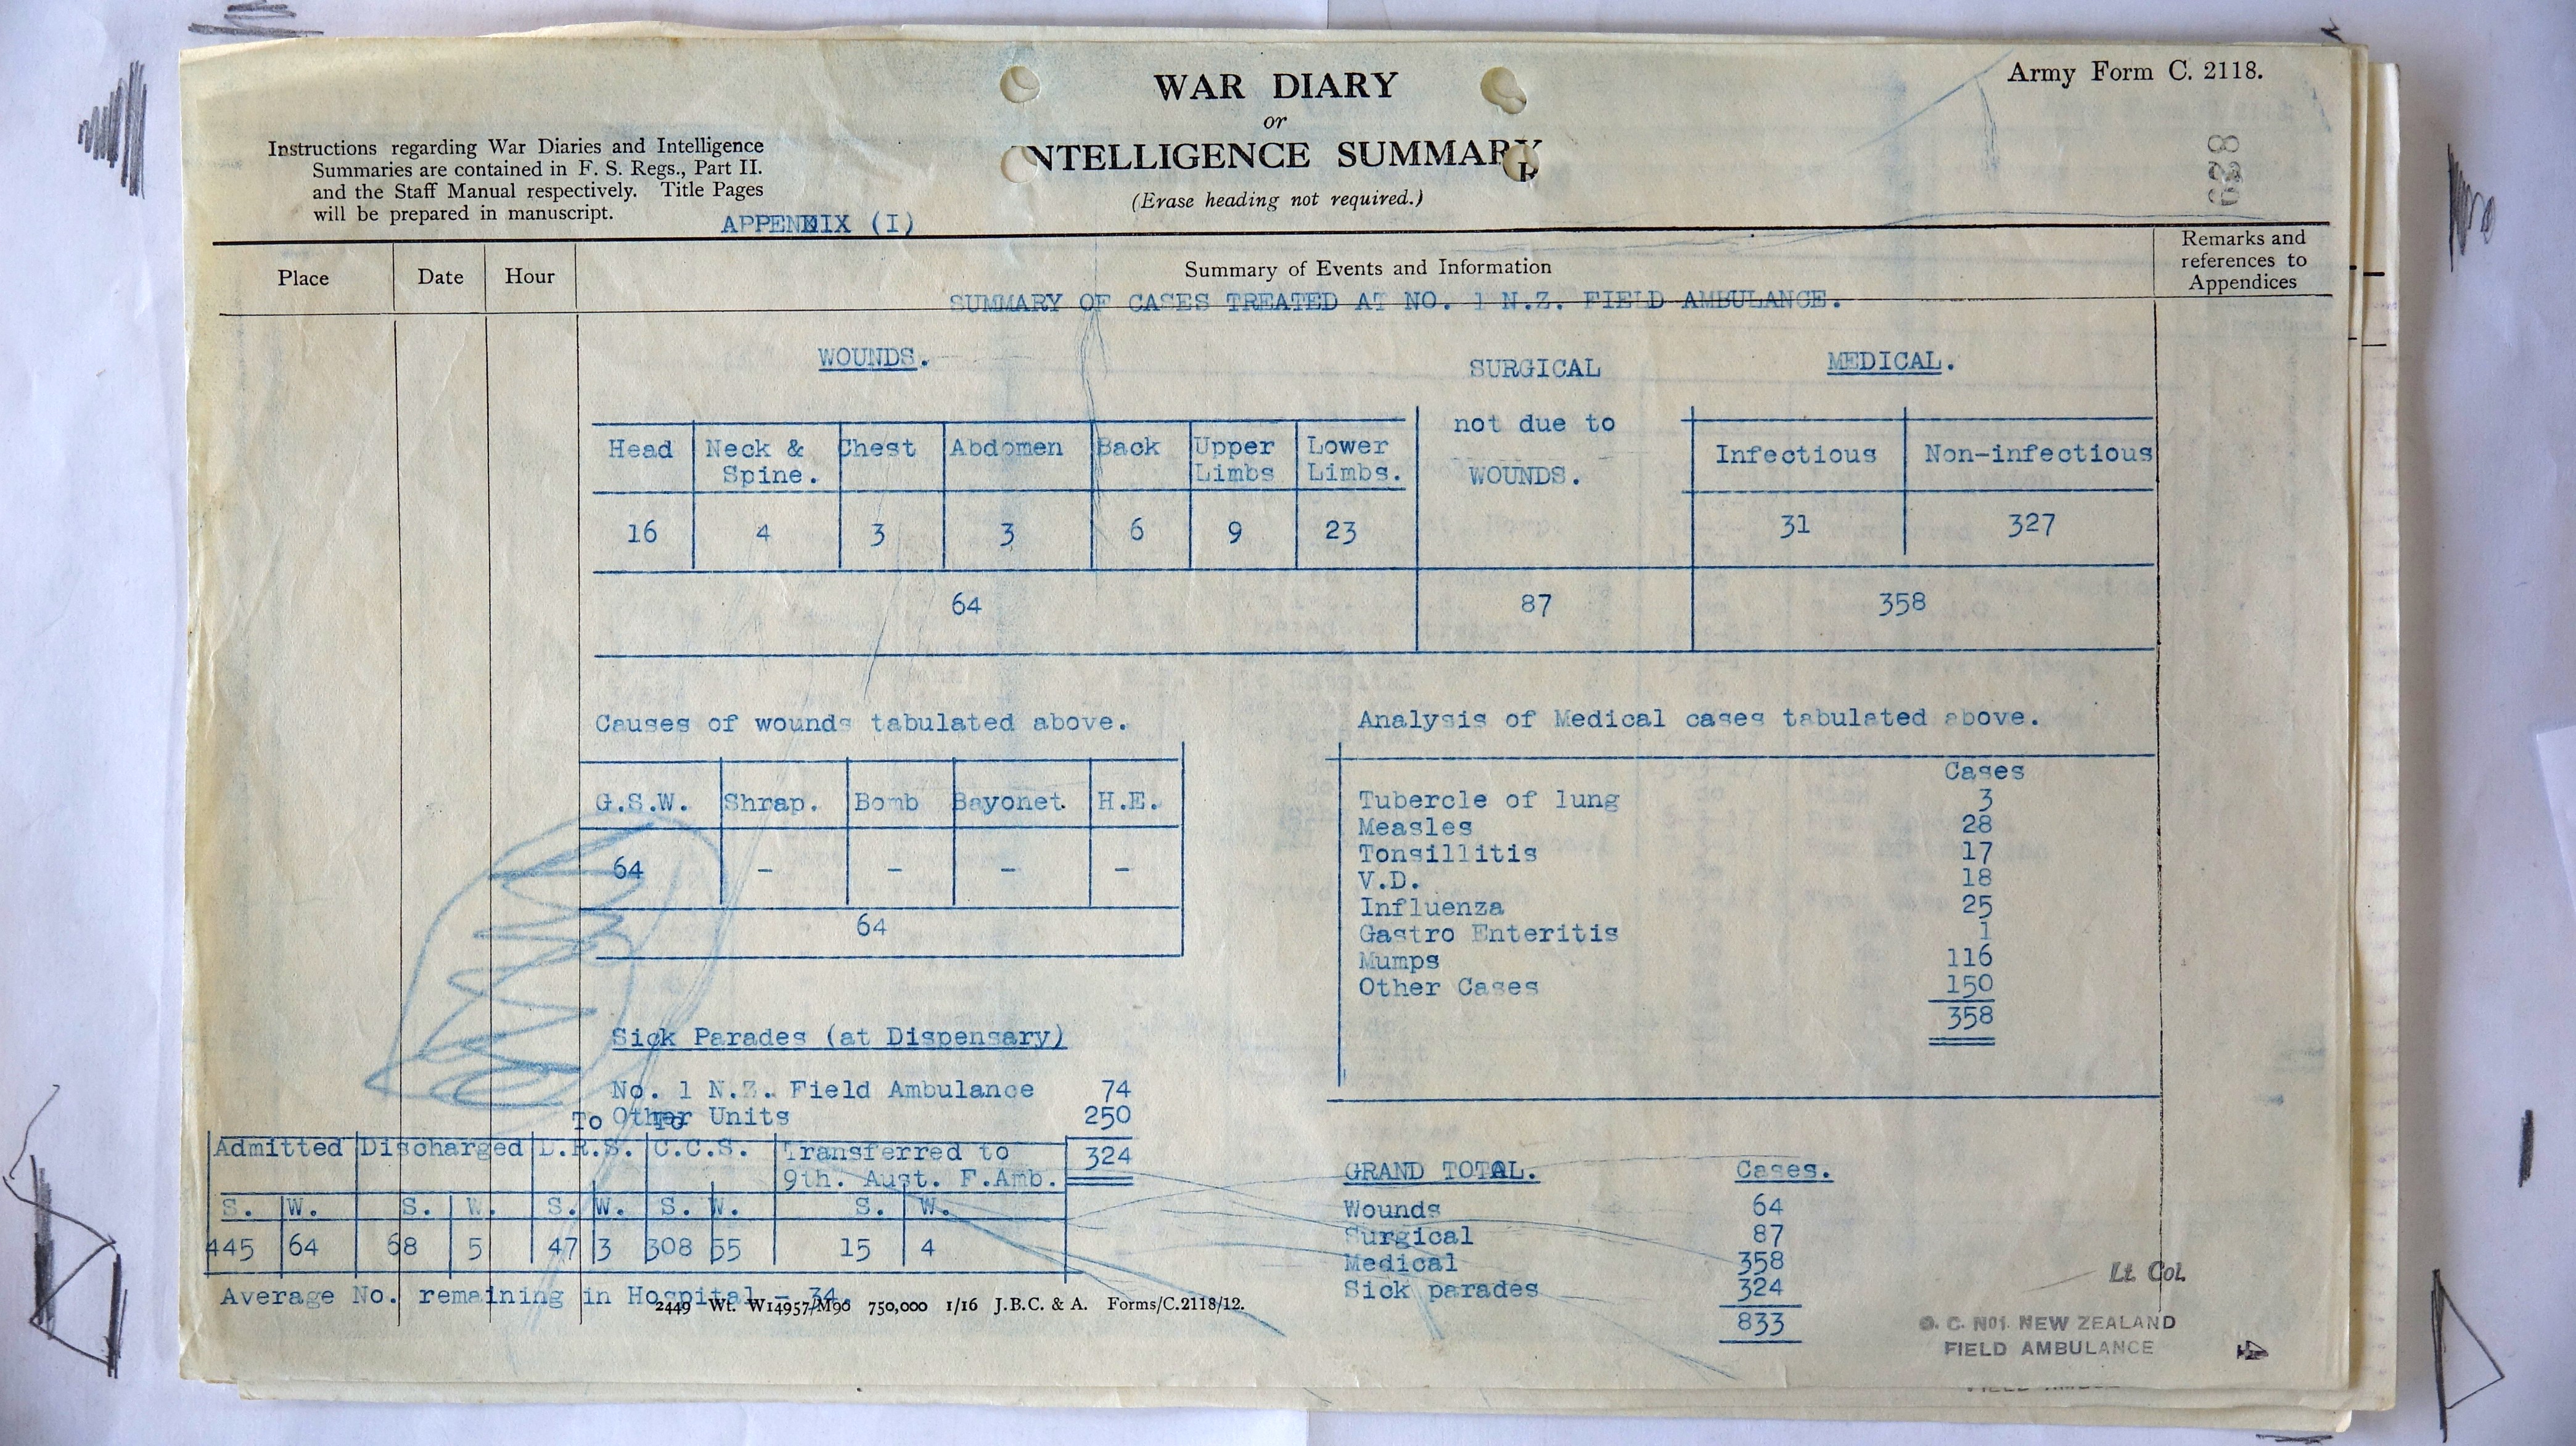 WAR DIARY
or
INTELLIGENCE SUMMARY
(Erase heading not required.)
Army Form C. 2118.
Instructions regarding War Diaries and Intelligence
Summaries are contained in F. S. Regs., Part II.
and the Staff Manual respectively. Title Pages
will be prepared in manuscript.
APPENDIX (I)
Place Date Hour Summary of Events and Information Remarks and
references to
Appendices
SUMMARY OF CASES TREATED AT NO. 1 N.Z. FIELD AMBULANCE.
WOUNDS. SURGICAL MEDICAL.
not due to
WOUNDS.
Head Neck & Chest Abdomen Back Upper Lower Infectious Non-infectious
Spine. Limbs Limbs.
16 4 3 3 6 9 23 31 327
64 87 358
Causes of wounds tabulated above.
G.S.W. Shrap. Bomb Bayonet. H.E.
64 - - - -
64
Analysis of Medical cases tabulated above.
Cases
Tubercle of lung 3
Measles 28
Tonsillitis 17
V.D. 18
Influenza 25
Gastro Enteritis 1
Mumps 116
Other Cases 150
358
Sick Parades (at Dispensary)
No. 1 N.Z. Field Ambulance 74
Other Units 250
324
To To
Admitted Discharged D.R.S. C.C.S. Transferred to
9th. Aust. F.Amb.
S. W. S. W. S. W. S. W. S. W.
445 64 68 5 47 3 308 55 15 4
Average No. remaining in Hospital - 34.
2449 Wt. W14957/M90 750,000 1/16 J.B.C. & A. Forms/C.2118/12.
GRAND TOTAL. Cases.
Wounds 64
Surgical 87
Medical 358
Sick parades 324
833
Lt Col.
O. C. No1. NEW ZEALAND
FIELD AMBULANCE